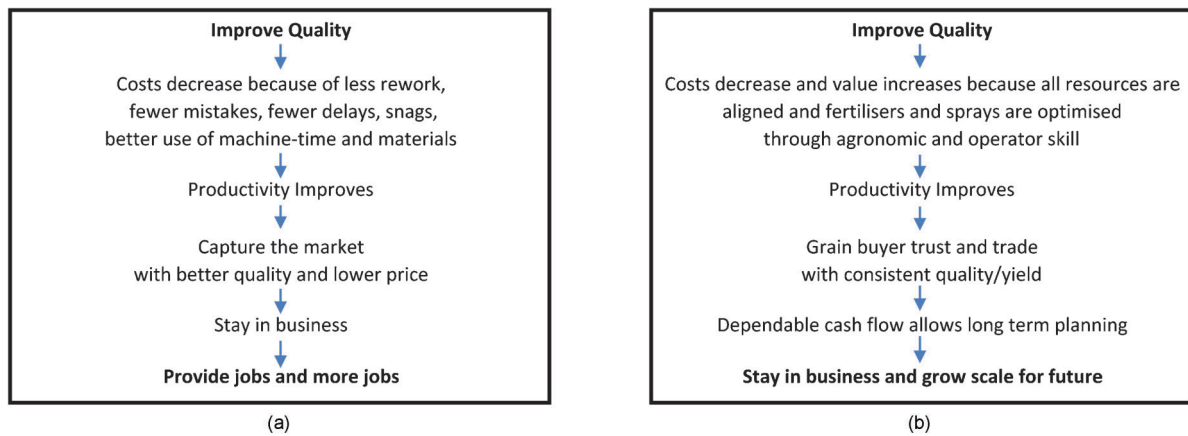 Improve Quality
Costs decrease because of less rework,
fewer mistakes, fewer delays, snags,
better use of machine-time and materials
Productivity Improves
Capture the market
with better quality and lower price
Stay in business
Provide jobs and more jobs
(a)
Improve Quality
Costs decrease and value increases because all resources are
aligned and fertilisers and sprays are optimised
through agronomic and operator skill
Productivity Improves
Grain buyer trust and trade
with consistent quality/yield
Dependable cash flow allows long term planning
Stay in business and grow scale for future
(b)